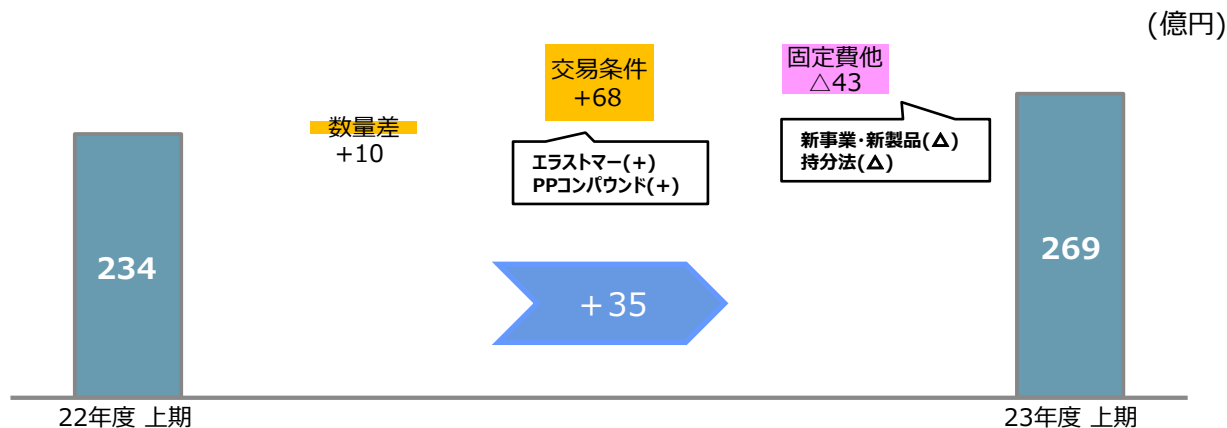 (億円)
交易条件
+68
固定費他
△43
数量差
+10
エラストマー(+)
PPコンパウンド(+)
新事業・新製品(△)
持分法(△)
234
269
+35
22年度 上期
23年度 上期